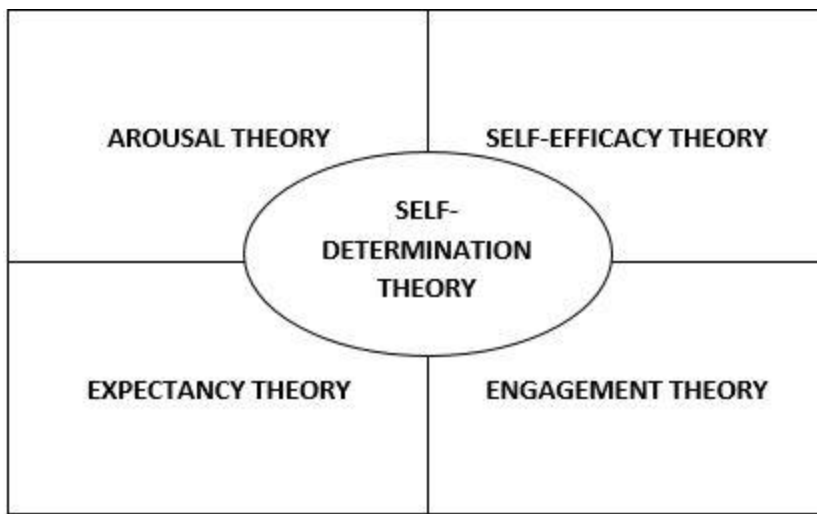 AROUSAL THEORY
SELF-EFFICACY THEORY
SELF-
DETERMINATION
THEORY
EXPECTANCY THEORY
ENGAGEMENT THEORY